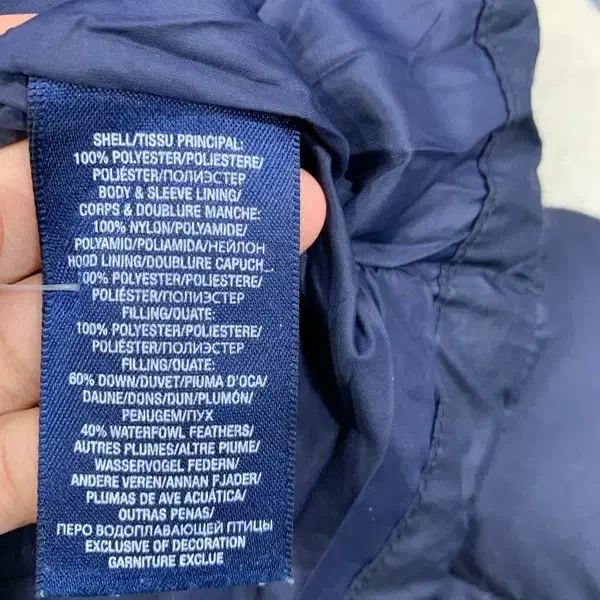 SHELL/TISSU PRINCIPAL:
100% POLYESTER/POLIESTERE/
POLIÉSTER/ПОЛИЭСТЕР
BODY & SLEEVE LINING/
CORPS & DOUBLURE MANCHE:
100% NYLON/POLYAMIDE/
POLYAMID/POLIAMIDA/НЕЙЛОН
HOOD LINING/DOUBLURE CAPUCH
00% POLYESTER/POLIESTERE/
POLIÉSTER/ПОЛИЭСТЕР
FILLING/OUATE:
100% POLYESTER/POLIESTERE/
POLIÉSTER/ПОЛИЭСТЕР
FILLING/OUATE:
60% DOWN/DUVET/PIUMA D'OCA/
DAUNE/DONS/DUN/PLUMÓN/
PENUGEM/ПУХ
40% WATERFOWL FEATHERS/
AUTRES PLUMES/ALTRE PIUME/
WASSERVOGEL FEDERN/
ANDERE VEREN/ANNAN FJADER/
PLUMAS DE AVE ACUÁTICA/
OUTRAS PENAS/
ПЕРО ВОДОПЛАВАЮЩЕЙ ПТИЦЫ
EXCLUSIVE OF DECORATION
GARNITURE EXCLUE